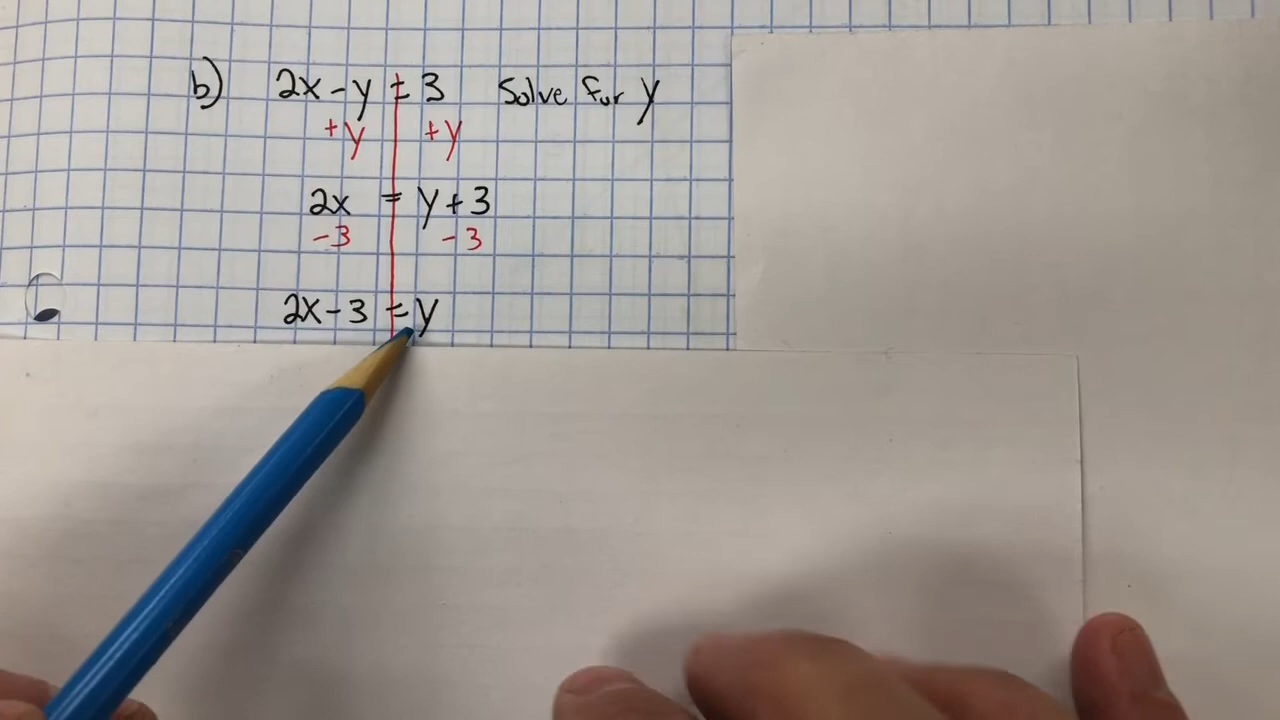 b) 2x - y = 3 Solve for y
+y +y
2x = y + 3
-3 -3
2x - 3 = y